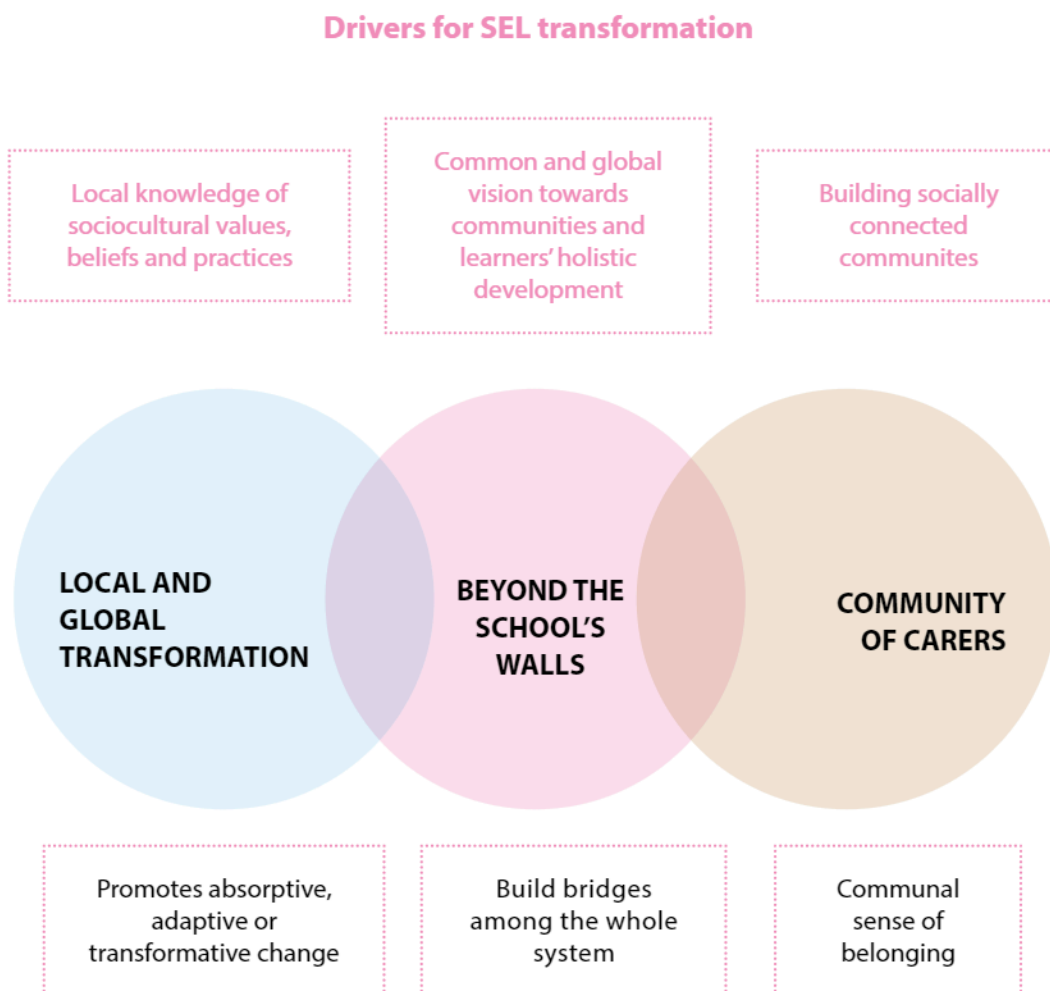 Drivers for SEL transformation
Local knowledge of
sociocultural values,
beliefs and practices
Common and global
vision towards
communities and
learners’ holistic
development
Building socially
connected
communites
LOCAL AND
GLOBAL
TRANSFORMATION
BEYOND THE
SCHOOL’S
WALLS
COMMUNITY
OF CARERS
Promotes absorptive,
adaptive or
transformative change
Build bridges
among the whole
system
Communal
sense of
belonging